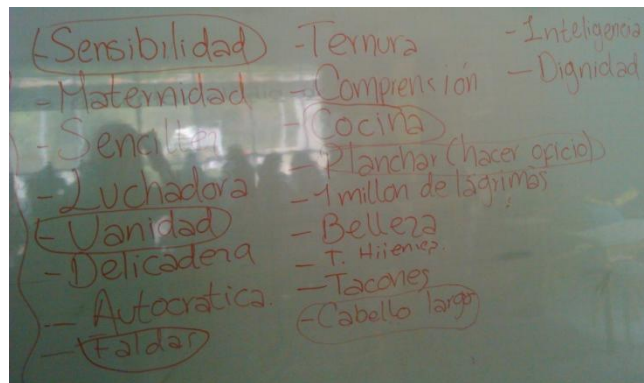 - Sensibilidad
- Maternidad
- Sencillez
- Luchadora
- Vanidad
- Delicadeza
- Autocratica.
- Faldas
- Ternura
- Comprensión
- Cocina
- Planchar (hacer oficio)
- 1 millon de lágrimas
- Belleza
- T. Hiienica.
- Tacones
- Cabello largo
- Inteligencia
- Dignidad